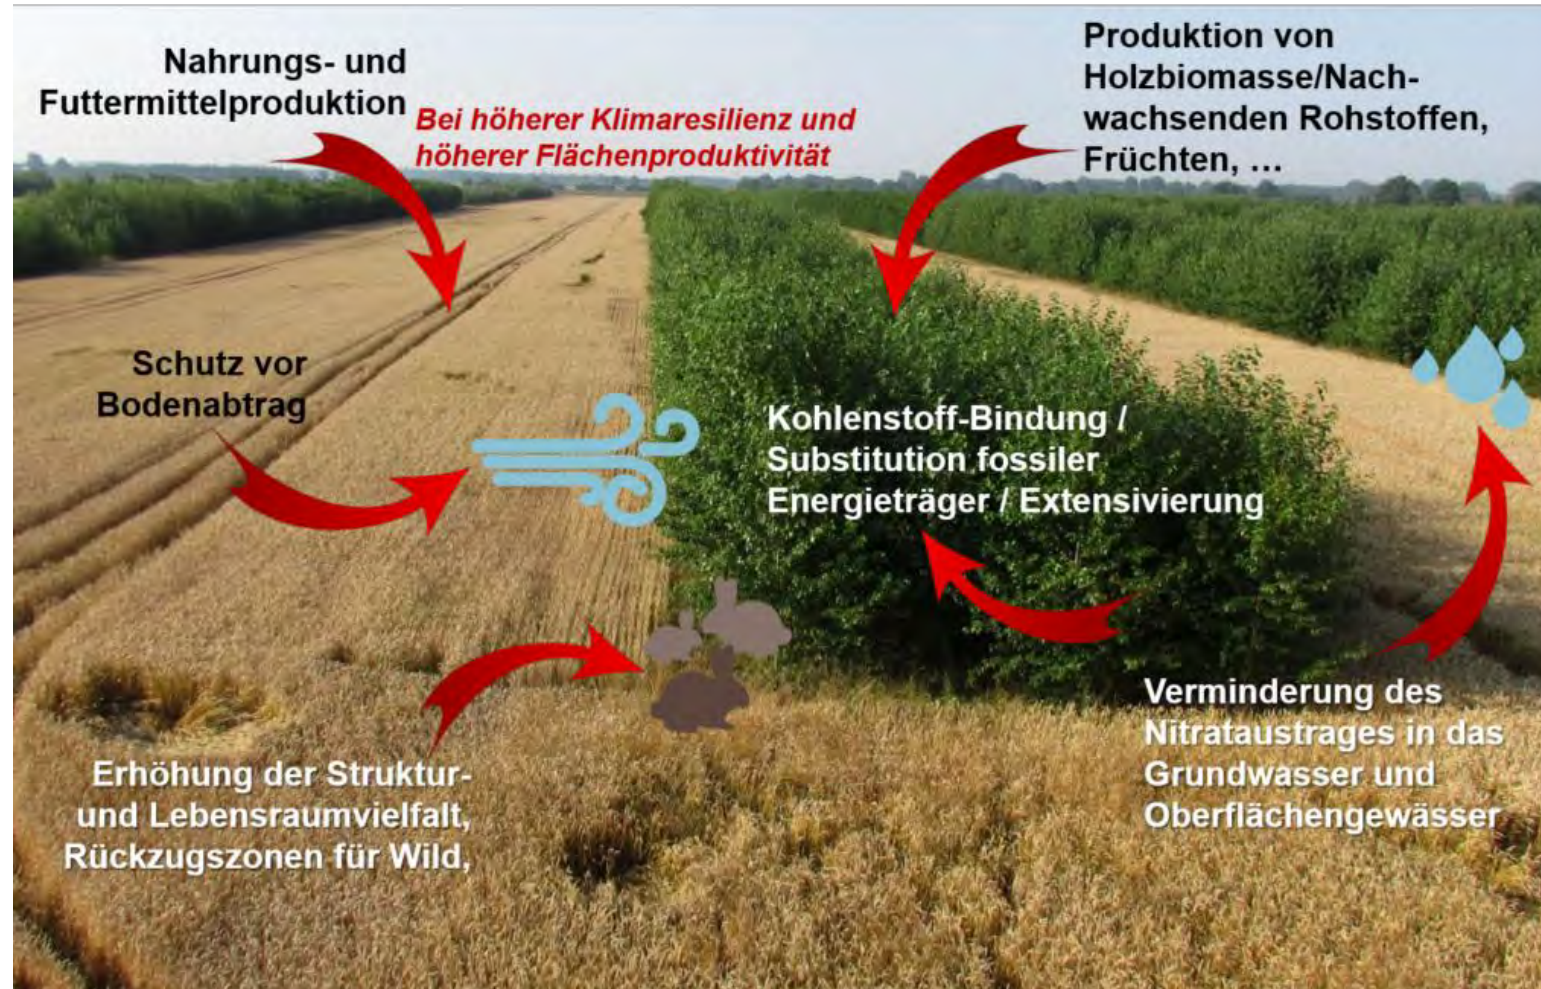 Nahrungs- und
Futtermittelproduktion
Bei höherer Klimaresilienz und
höherer Flächenproduktivität
Produktion von
Holzbiomasse/Nach-
wachsenden Rohstoffen,
Früchten, ...
Schutz vor
Bodenabtrag
Kohlenstoff-Bindung /
Substitution fossiler
Energieträger / Extensivierung
Erhöhung der Struktur-
und Lebensraumvielfalt,
Rückzugszonen für Wild,
Verminderung des
Nitrataustrages in das
Grundwasser und
Oberflächengewässer